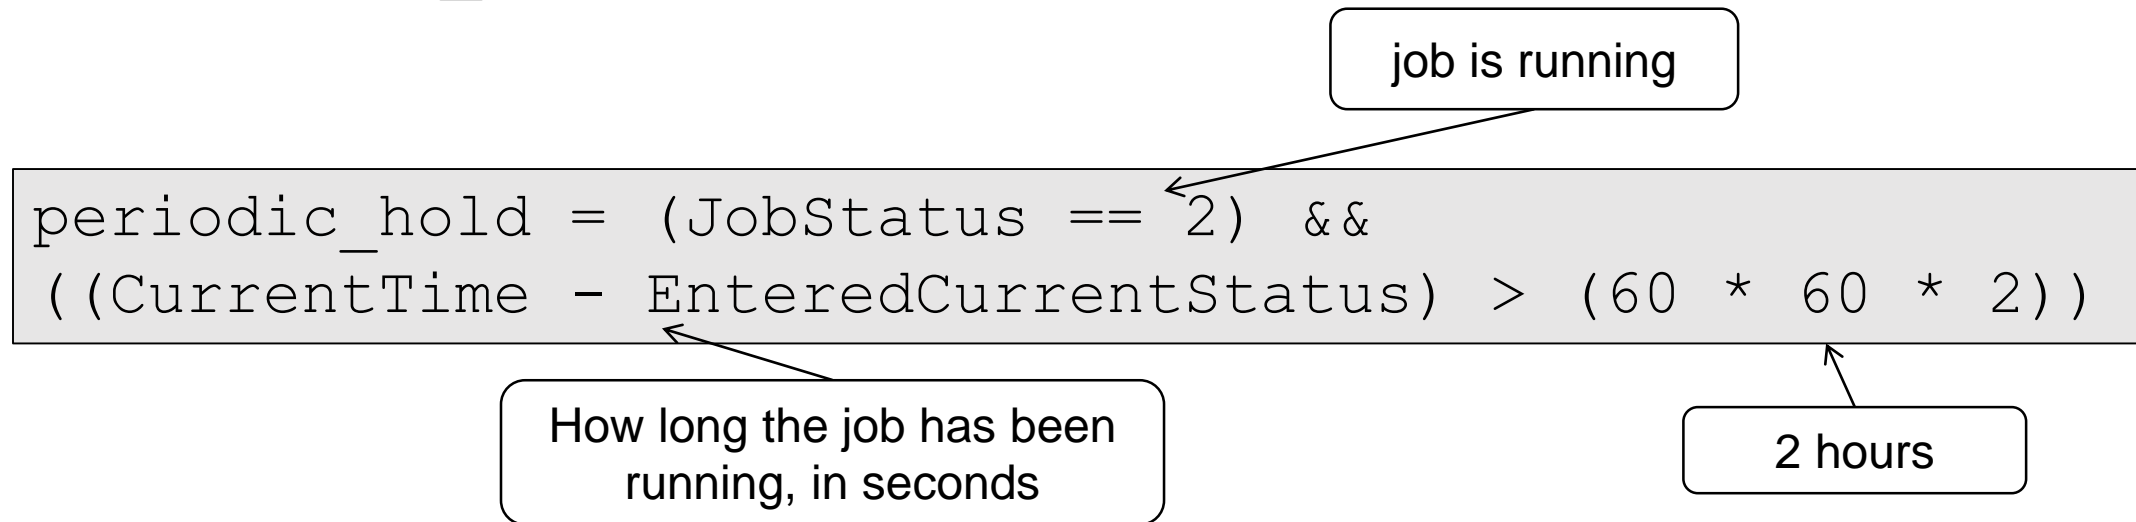 job is running
periodic_hold = (JobStatus == 2) &&
((CurrentTime - EnteredCurrentStatus) > (60 * 60 * 2))
How long the job has been
running, in seconds
2 hours